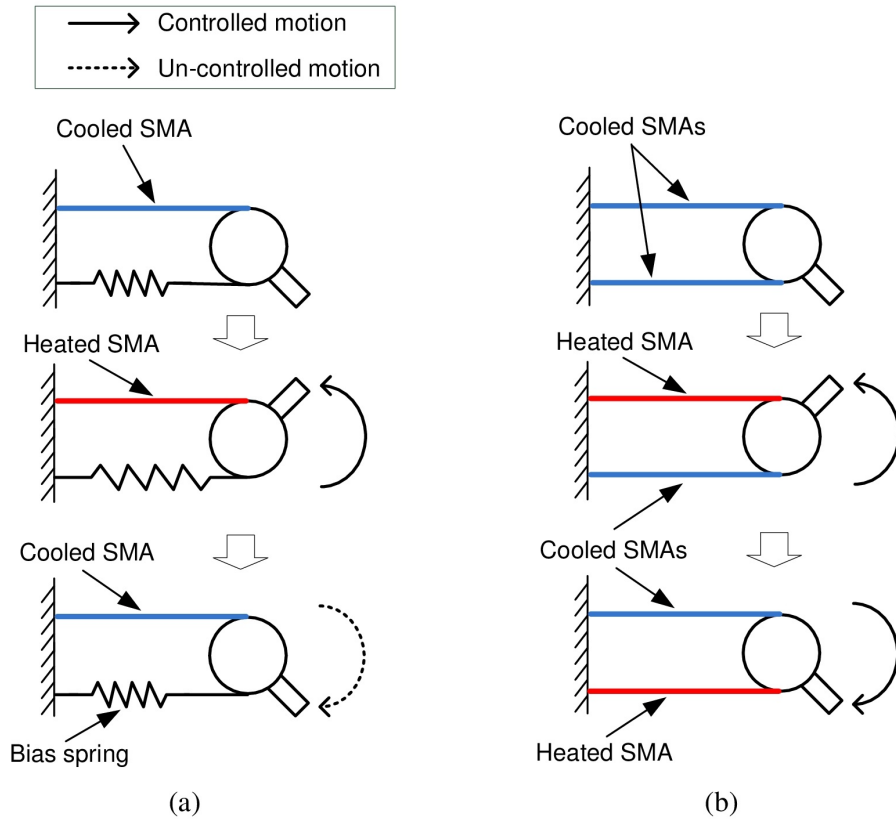 Controlled motion
Un-controlled motion
Cooled SMA
Heated SMA
Cooled SMA
Bias spring
(a)
Cooled SMAs
Heated SMA
Cooled SMAs
Heated SMA
(b)